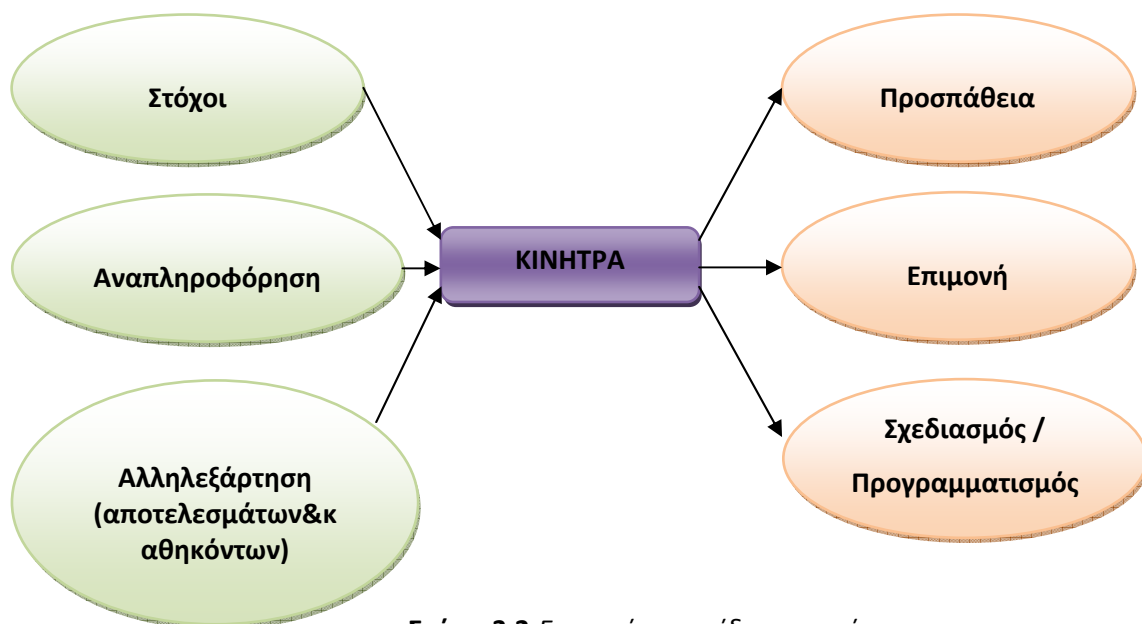 Στόχοι
Αναπληροφόρηση
Αλληλεξάρτηση
(αποτελεσμάτων&κ
αθηκόντων)
ΚΙΝΗΤΡΑ
Προσπάθεια
Επιμονή
Σχεδιασμός /
Προγραμματισμός